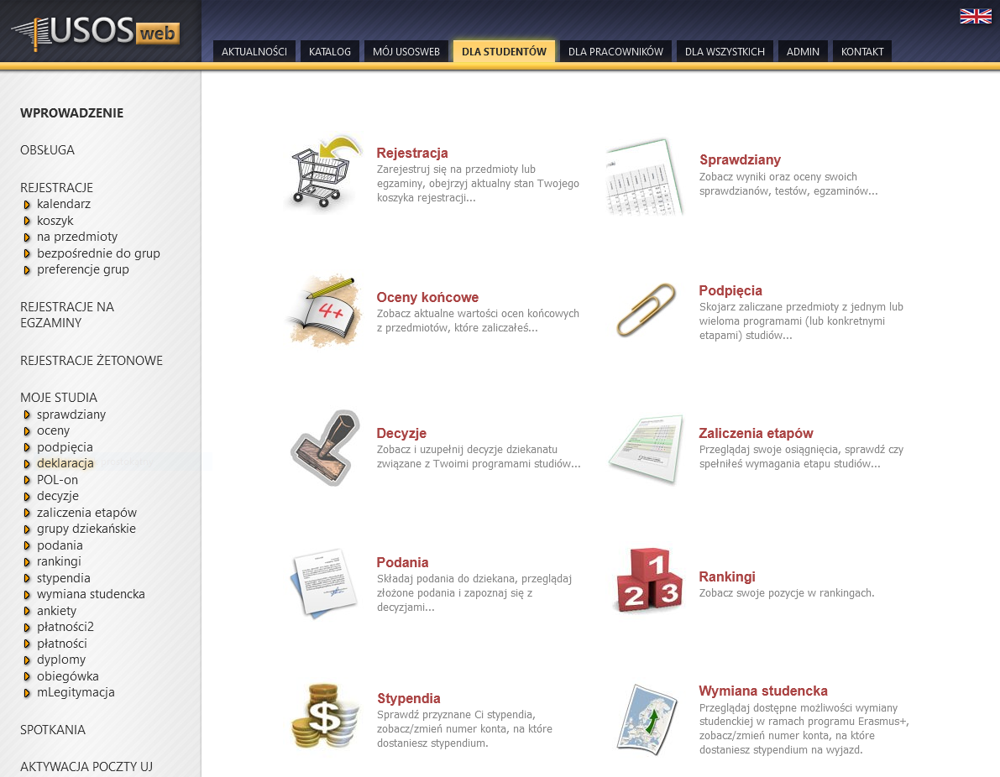 USOS web
AKTUALNOŚCI KATALOG MÓJ USOSWEB DLA STUDENTÓW DLA PRACOWNIKÓW DLA WSZYSTKICH ADMIN KONTAKT
WPROWADZENIE
OBSŁUGA
REJESTRACJE
kalendarz
koszyk
na przedmioty
bezpośrednie do grup
preferencje grup
REJESTRACJE NA
EGZAMINY
REJESTRACJE ŻETONOWE
MOJE STUDIA
sprawdziany
oceny
podpięcia
deklaracja
POL-on
decyzje
zaliczenia etapów
grupy dziekańskie
podania
rankingi
stypendia
wymiana studencka
ankiety
płatności2
płatności
dyplomy
obiegówka
mLegitymacja
SPOTKANIA
AKTYWACJA POCZTY UJ
Rejestracja
Zarejestruj się na przedmioty lub
egzaminy, obejrzyj aktualny stan Twojego
koszyka rejestracji...
Sprawdziany
Zobacz wyniki oraz oceny swoich
sprawdzianów, testów, egzaminów...
4+
Oceny końcowe
Zobacz aktualne wartości ocen końcowych
z przedmiotów, które zaliczałeś...
Podpięcia
Skojarz zaliczane przedmioty z jednym lub
wieloma programami (lub konkretnymi
etapami) studiów...
Decyzje
Zobacz i uzupełnij decyzje dziekanatu
związane z Twoimi programami studiów...
Zaliczenia etapów
Przeglądaj swoje osiągnięcia, sprawdź czy
spełniłeś wymagania etapu studiów...
Podania
Składaj podania do dziekana, przeglądaj
złożone podania i zapoznaj się z
decyzjami...
1
2 3
Rankingi
Zobacz swoje pozycje w rankingach.
$
Stypendia
Sprawdź przyznane Ci stypendia,
zobacz/zmień numer konta, na które
dostaniesz stypendium.
Wymiana studencka
Przeglądaj dostępne możliwości wymiany
studenckiej w ramach programu Erasmus+,
zobacz/zmień numer konta, na które
dostaniesz stypendium na wyjazd.